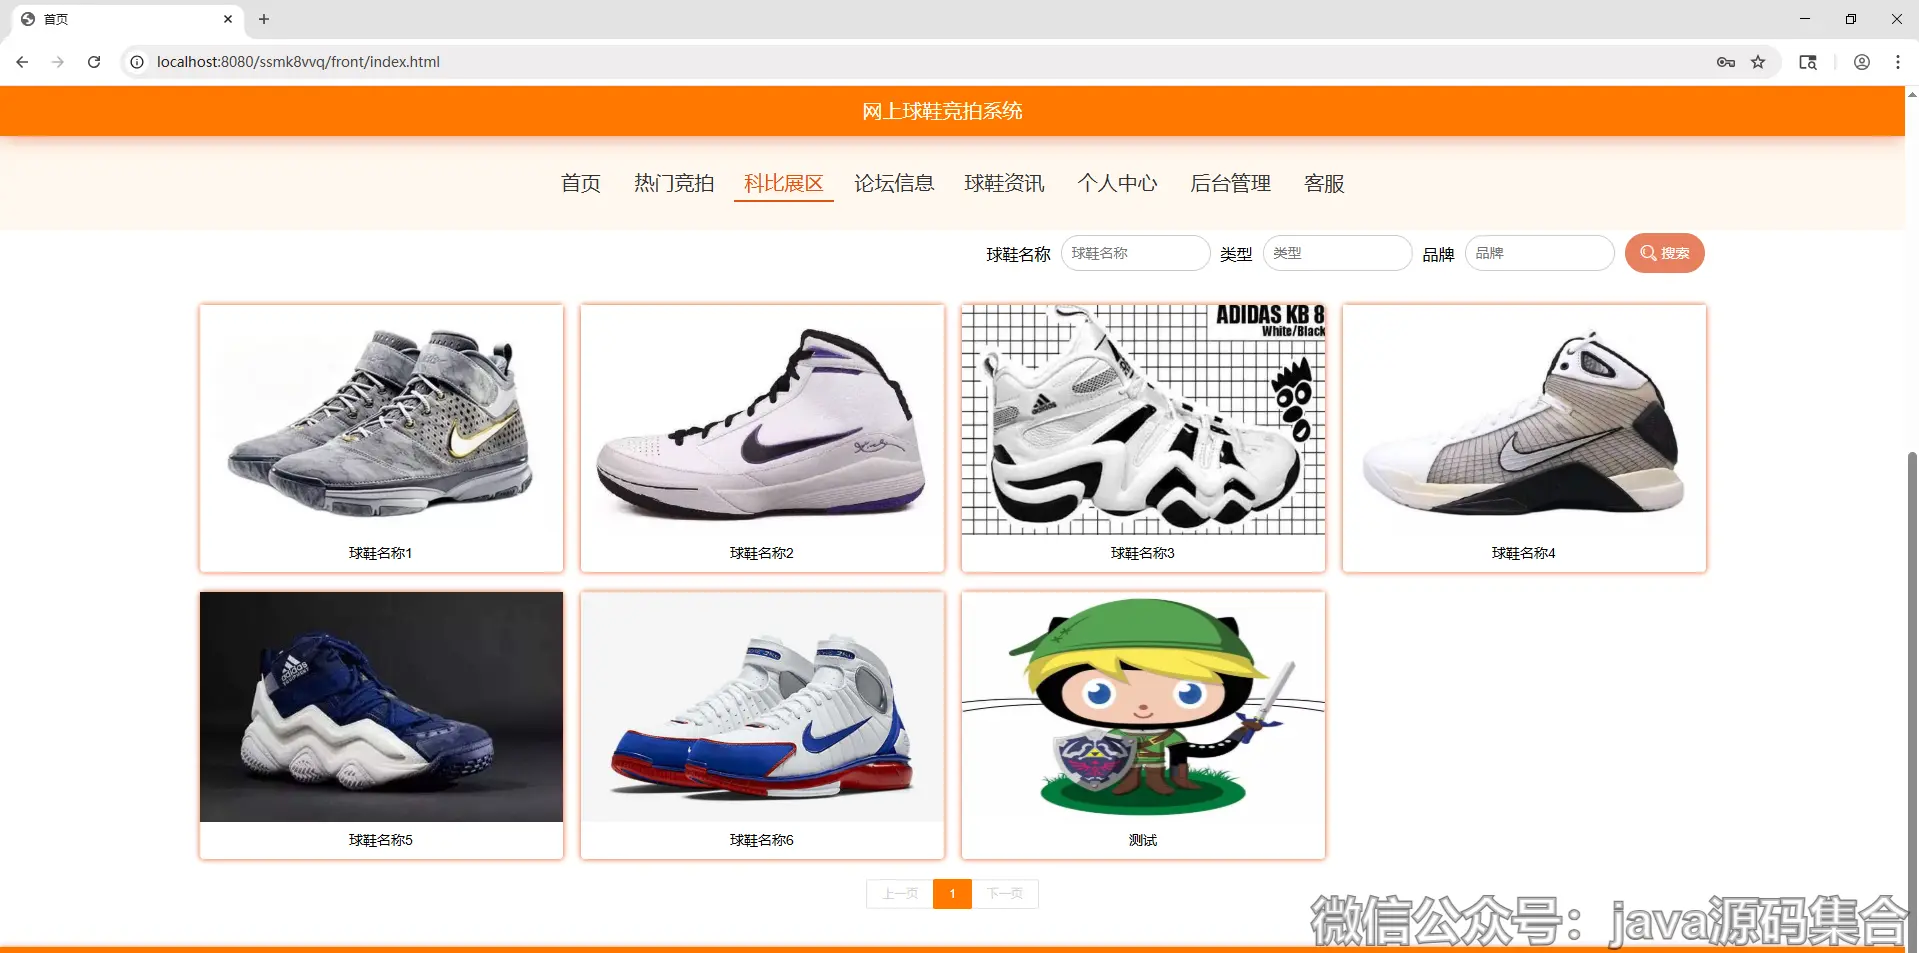 首页
localhost:8080/ssmk8vvq/front/index.html
网上球鞋竞拍系统
首页 热门竞拍 科比展区 论坛信息 球鞋资讯 个人中心 后台管理 客服
球鞋名称 球鞋名称 类型 类型 品牌 品牌 搜索
ADIDAS KB 8
White/Black
球鞋名称1 球鞋名称2 球鞋名称3 球鞋名称4
adidas
EQUIPMENT
球鞋名称5 球鞋名称6 测试
上一页 1 下一页
微信公众号：java源码集合